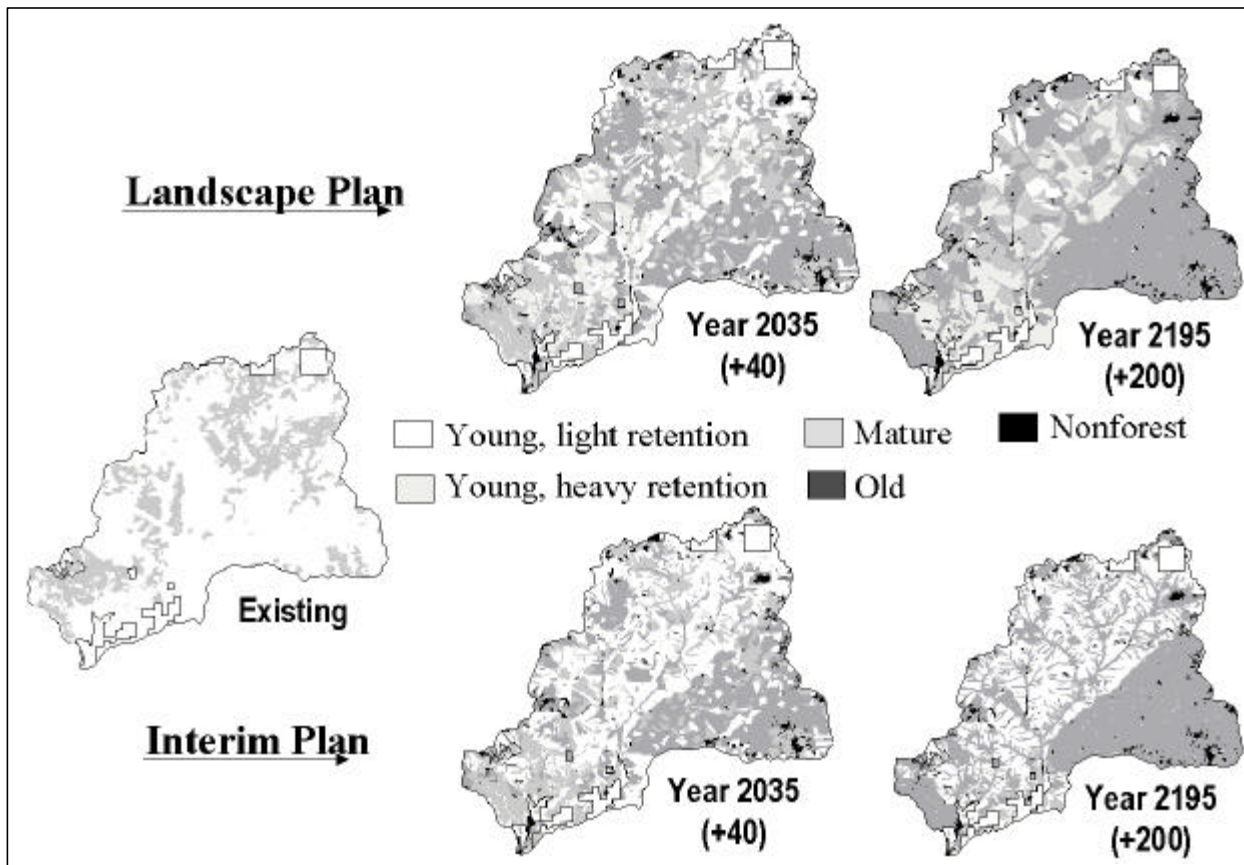 Landscape Plan
Year 2035
(+40)
Year 2195
(+200)
Young, light retention
Mature
Nonforest
Young, heavy retention
Old
Existing
Interim Plan
Year 2035
(+40)
Year 2195
(+200)